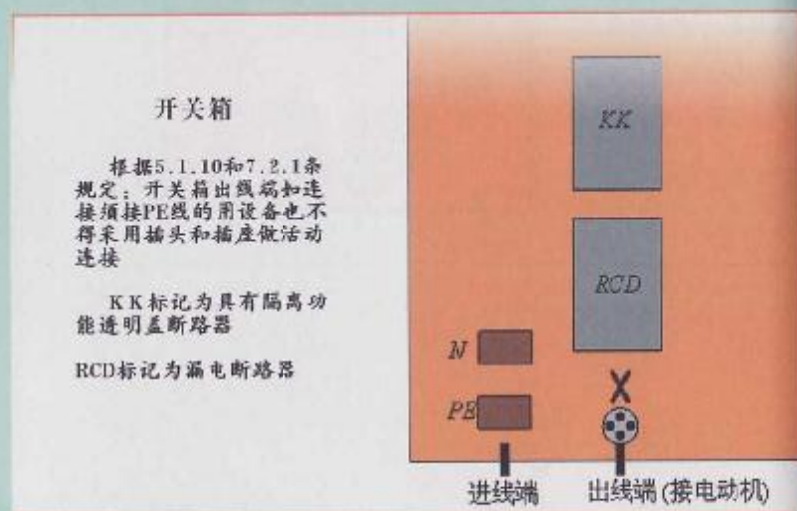 开关箱
根据5.1.10和7.2.1条
规定：开关箱出线端如连
接须接PE线的用设备也不
得采用插头和插座做活动
连接
KK标记为具有隔离功
能透明盖断路器
RCD标记为漏电断路器
KK
RCD
N
PE
进线端
出线端(接电动机)